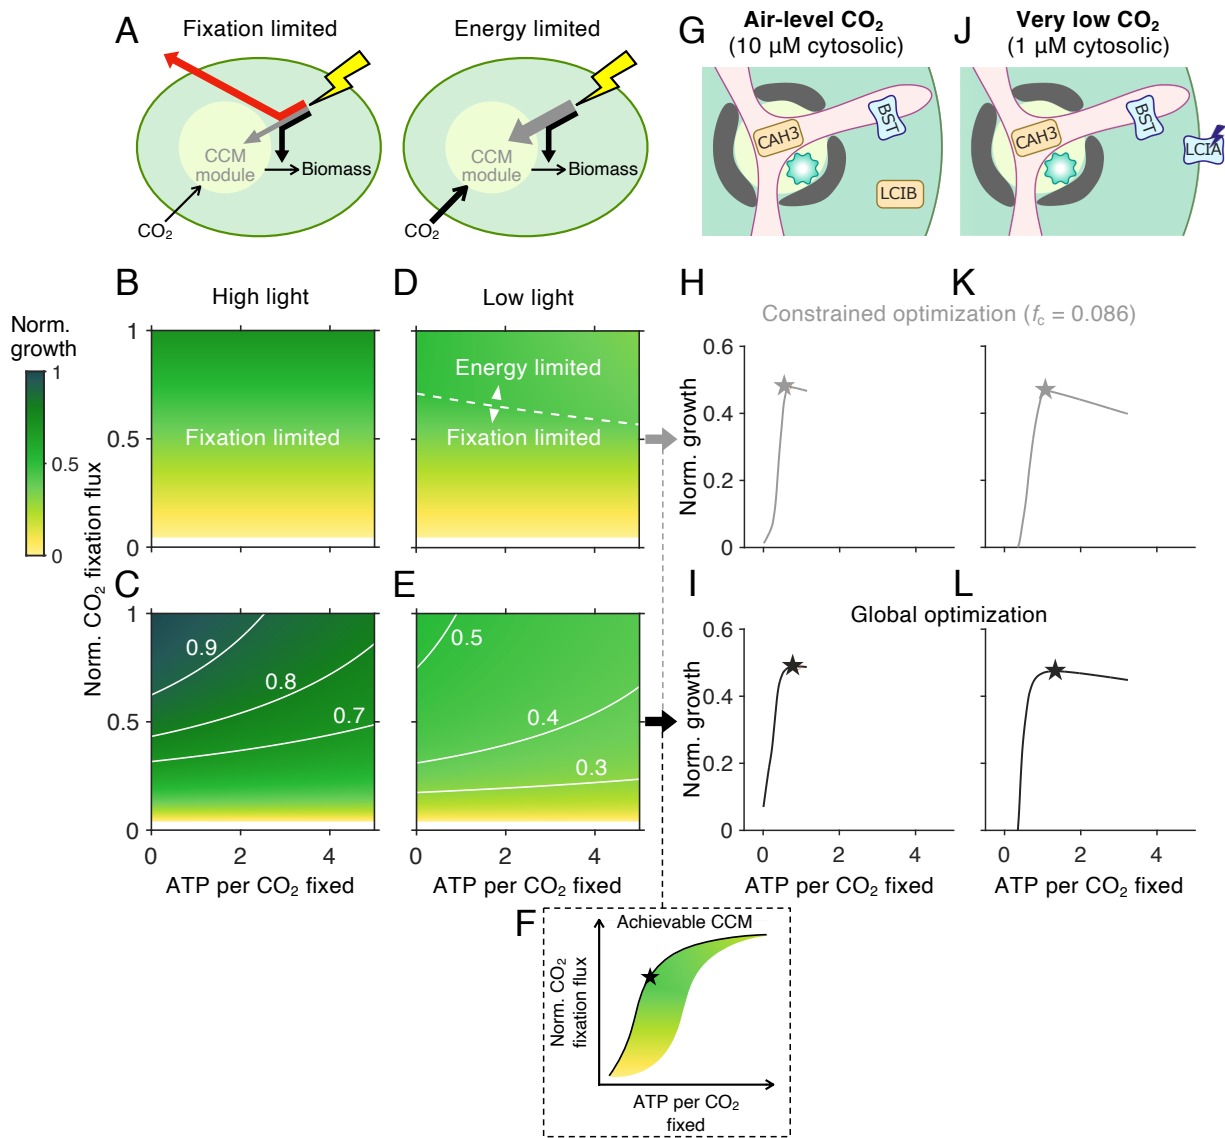 A
Fixation limited
CCM
module
Biomass
CO₂
Energy limited
CCM
module
Biomass
CO₂
G
Air-level CO₂
(10 µM cytosolic)
CAH3
BST
LCIB
J
Very low CO₂
(1 µM cytosolic)
CAH3
BST
LCIA
Norm.
growth
1
0.5
0
B
High light
1
0.5
0
Fixation limited
Norm. CO₂ fixation flux
D
Low light
Energy limited
Fixation limited
C
1
0.5
0
0.9
0.8
0.7
0
2
4
ATP per CO₂ fixed
E
0.5
0.4
0.3
0
2
4
ATP per CO₂ fixed
H
K
Constrained optimization (fc = 0.086)
0.6
0.4
0.2
0
Norm. growth
I
L
Global optimization
0.6
0.4
0.2
0
Norm. growth
0
2
4
ATP per CO₂ fixed
0
2
4
ATP per CO₂ fixed
F
Achievable CCM
Norm. CO₂
fixation flux
ATP per CO₂
fixed